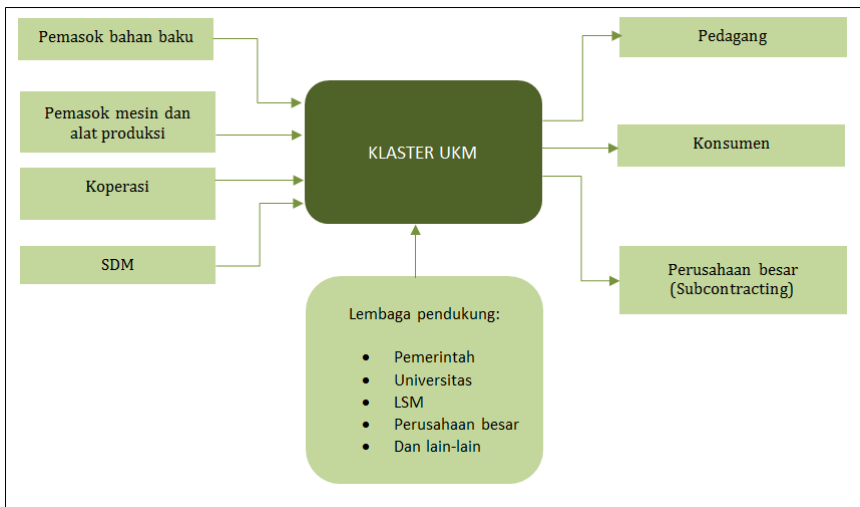 Pemasok bahan baku
Pemasok mesin dan
alat produksi
Koperasi
SDM
KLASTER UKM
Lembaga pendukung:
• Pemerintah
• Universitas
• LSM
• Perusahaan besar
• Dan lain-lain
Pedagang
Konsumen
Perusahaan besar
(Subcontracting)